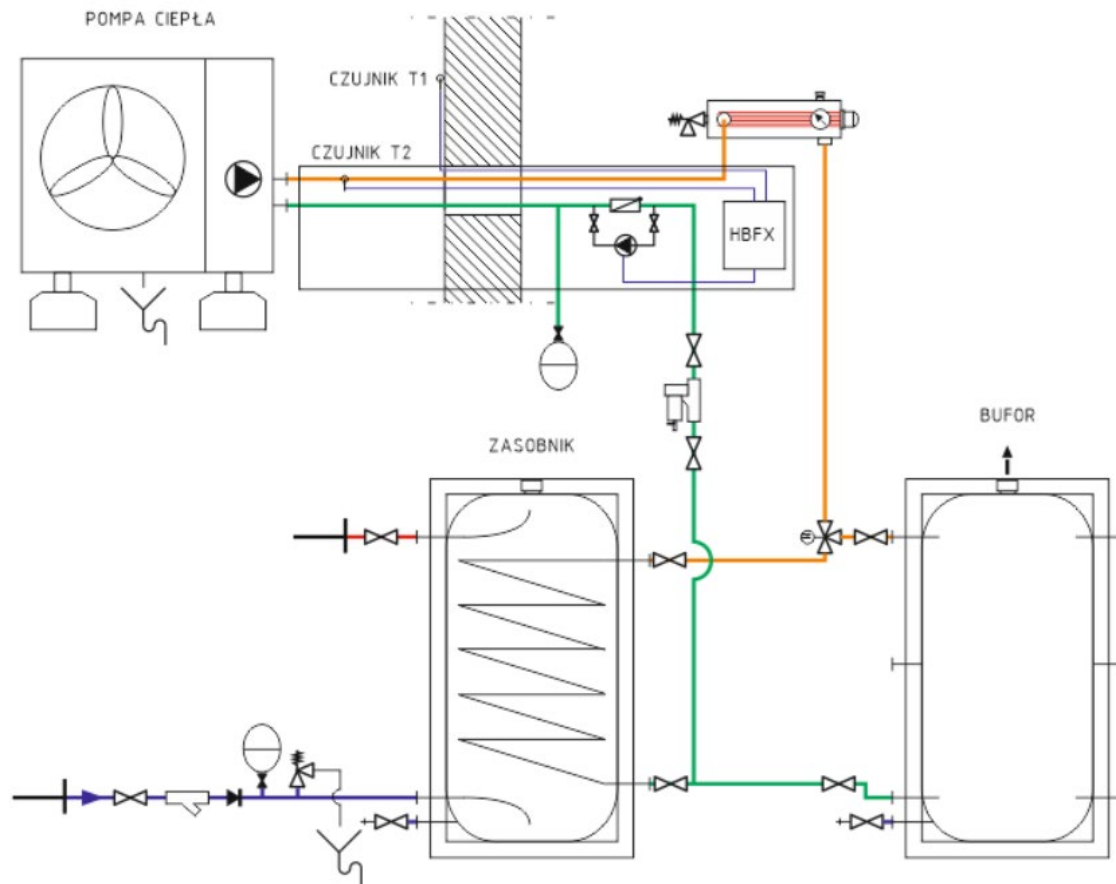 POMPA CIEPŁA
CZUJNIK T1
CZUJNIK T2
HBFX
ZASOBNIK
BUFOR